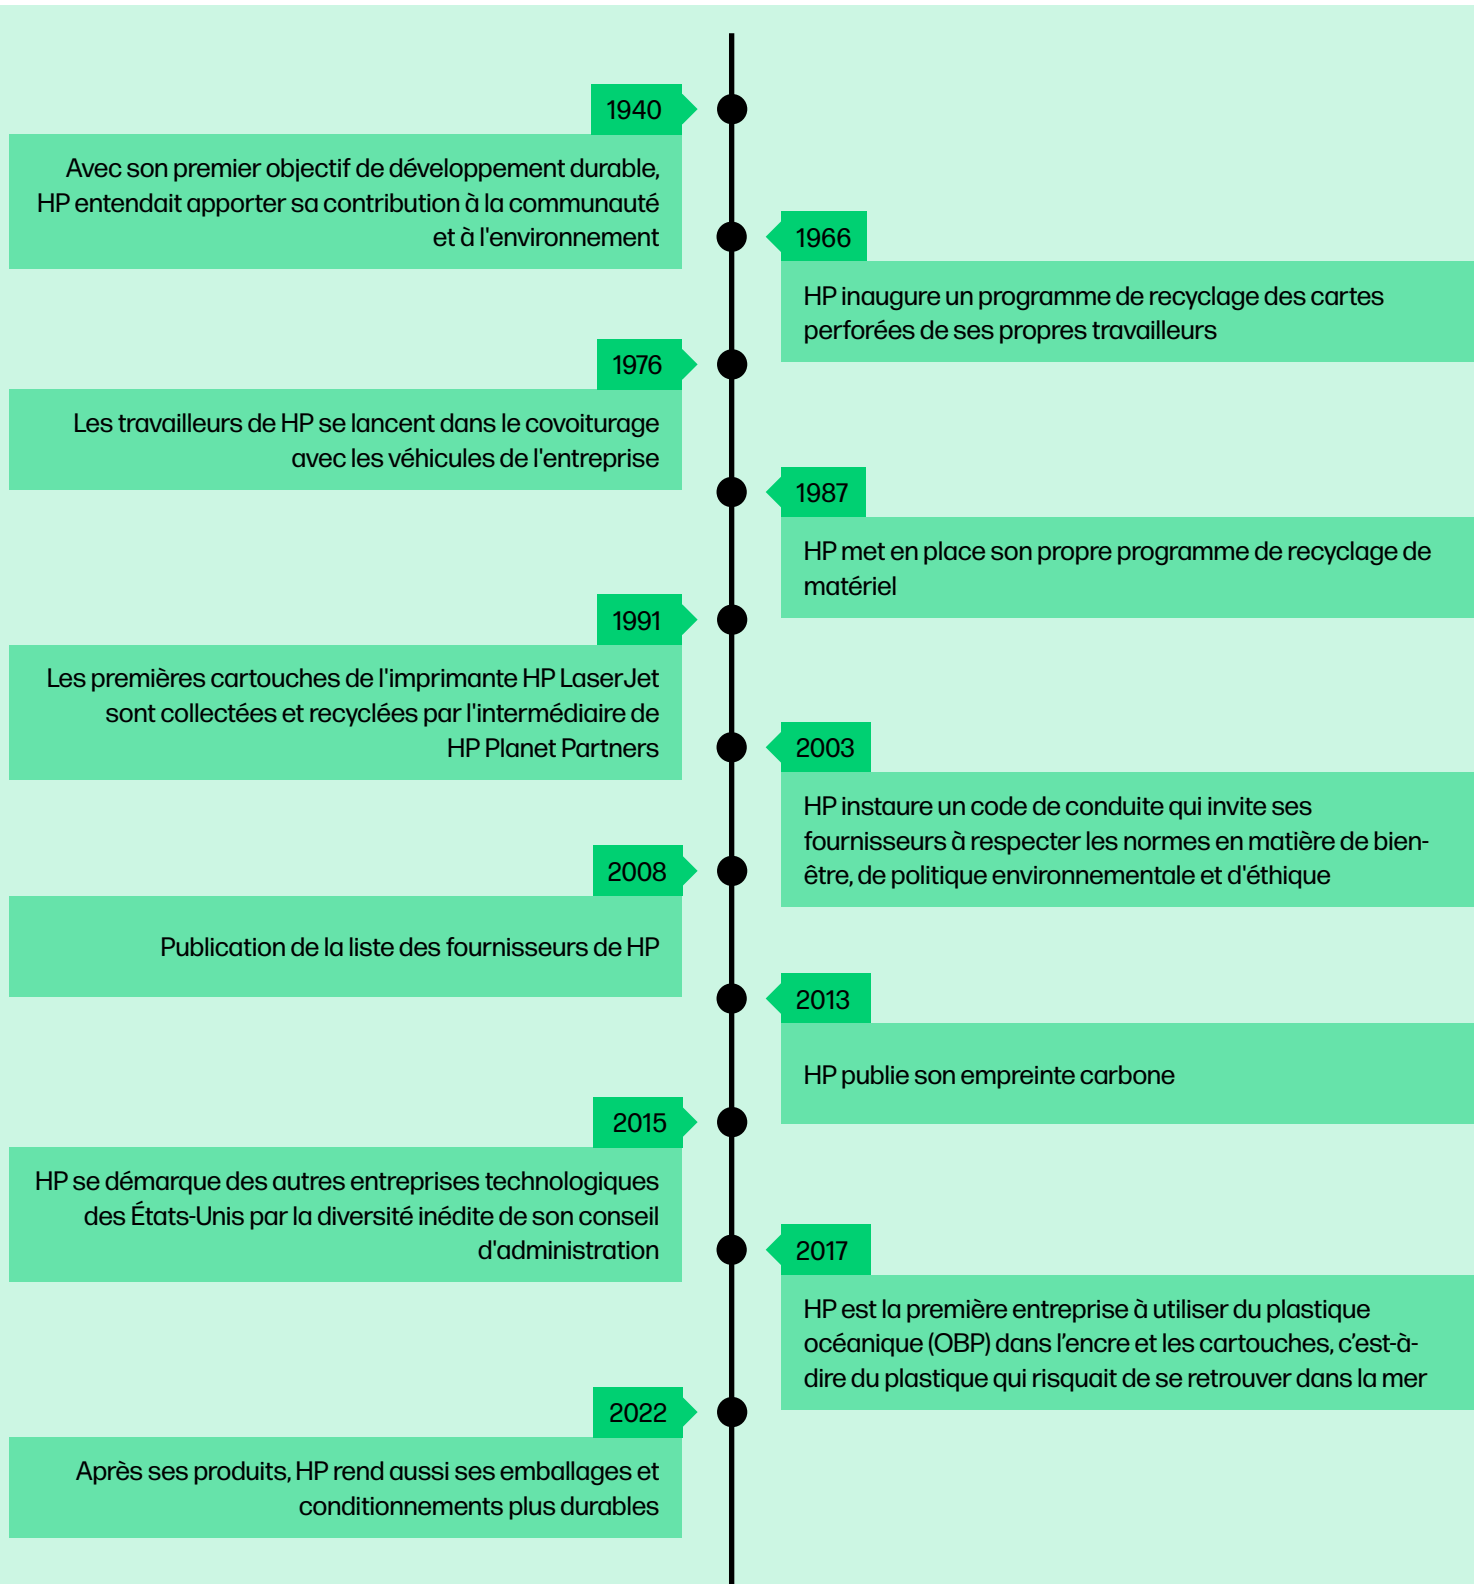 1940
Avec son premier objectif de développement durable,
HP entendait apporter sa contribution à la communauté
et à l'environnement
1966
HP inaugure un programme de recyclage des cartes
perforées de ses propres travailleurs
1976
Les travailleurs de HP se lancent dans le covoiturage
avec les véhicules de l'entreprise
1987
HP met en place son propre programme de recyclage de
matériel
1991
Les premières cartouches de l'imprimante HP LaserJet
sont collectées et recyclées par l'intermédiaire de
HP Planet Partners
2003
HP instaure un code de conduite qui invite ses
fournisseurs à respecter les normes en matière de bien-
être, de politique environnementale et d'éthique
2008
Publication de la liste des fournisseurs de HP
2013
HP publie son empreinte carbone
2015
HP se démarque des autres entreprises technologiques
des États-Unis par la diversité inédite de son conseil
d'administration
2017
HP est la première entreprise à utiliser du plastique
océanique (OBP) dans l’encre et les cartouches, c’est-à-
dire du plastique qui risquait de se retrouver dans la mer
2022
Après ses produits, HP rend aussi ses emballages et
conditionnements plus durables